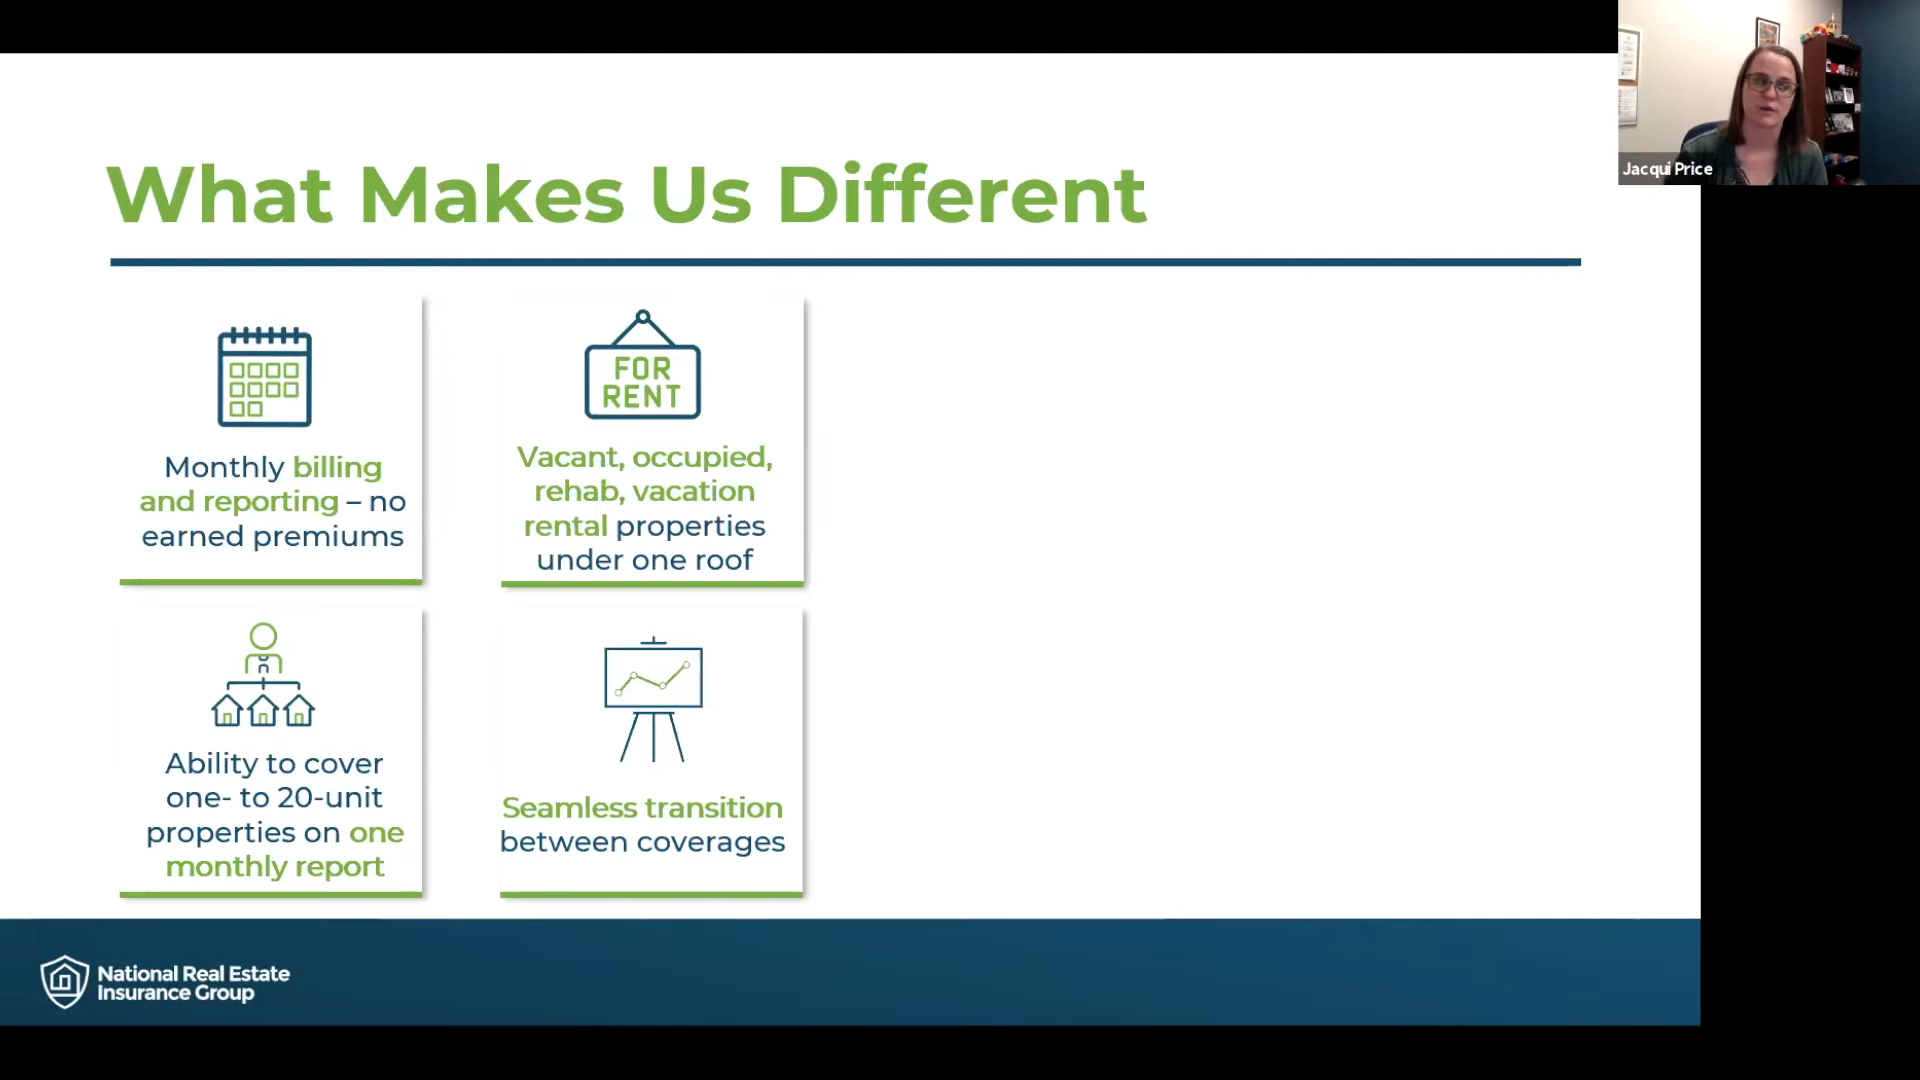 Jacqui Price
What Makes Us Different
FOR
RENT
Monthly billing
and reporting – no
earned premiums
Vacant, occupied,
rehab, vacation
rental properties
under one roof
Ability to cover
one- to 20-unit
properties on one
monthly report
Seamless transition
between coverages
National Real Estate
Insurance Group